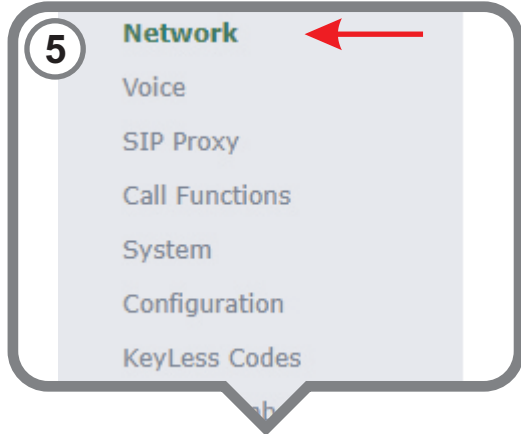 5
Network
Voice
SIP Proxy
Call Functions
System
Configuration
KeyLess Codes